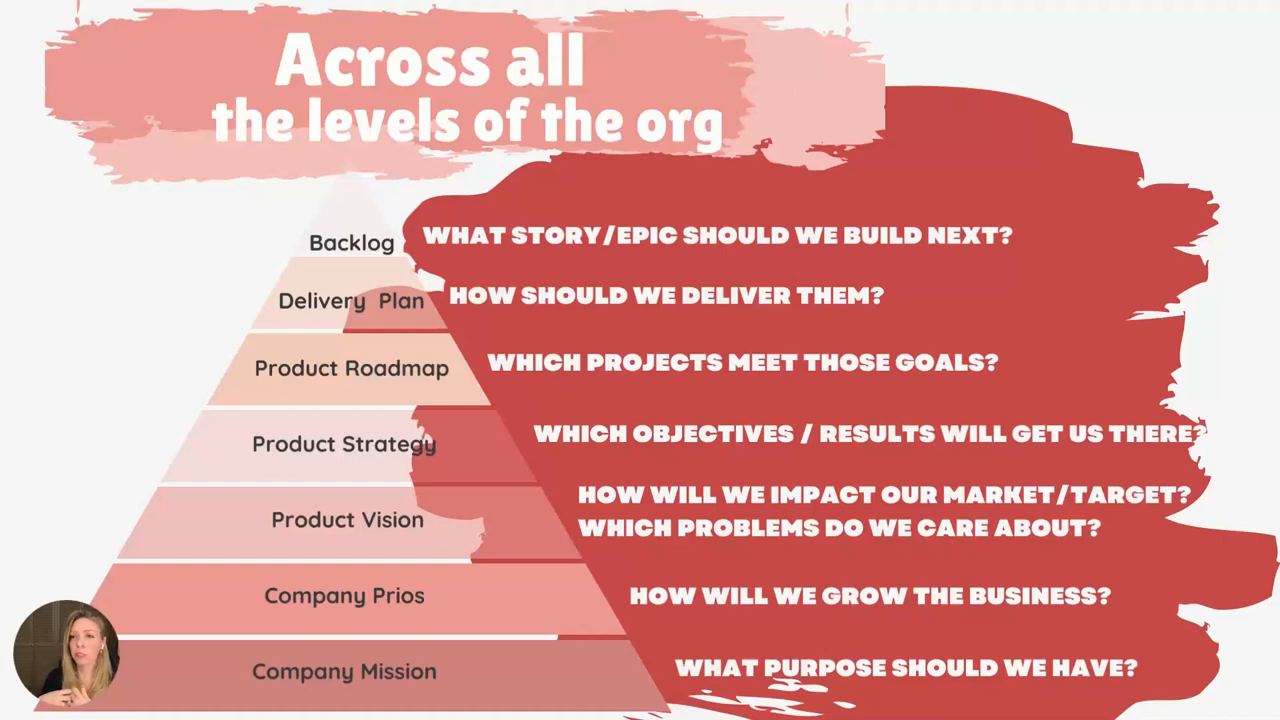 Across all
the levels of the org
Backlog
WHAT STORY/EPIC SHOULD WE BUILD NEXT?
Delivery Plan
HOW SHOULD WE DELIVER THEM?
Product Roadmap
WHICH PROJECTS MEET THOSE GOALS?
Product Strategy
WHICH OBJECTIVES / RESULTS WILL GET US THERE?
Product Vision
HOW WILL WE IMPACT OUR MARKET/TARGET?
WHICH PROBLEMS DO WE CARE ABOUT?
Company Prios
HOW WILL WE GROW THE BUSINESS?
Company Mission
WHAT PURPOSE SHOULD WE HAVE?